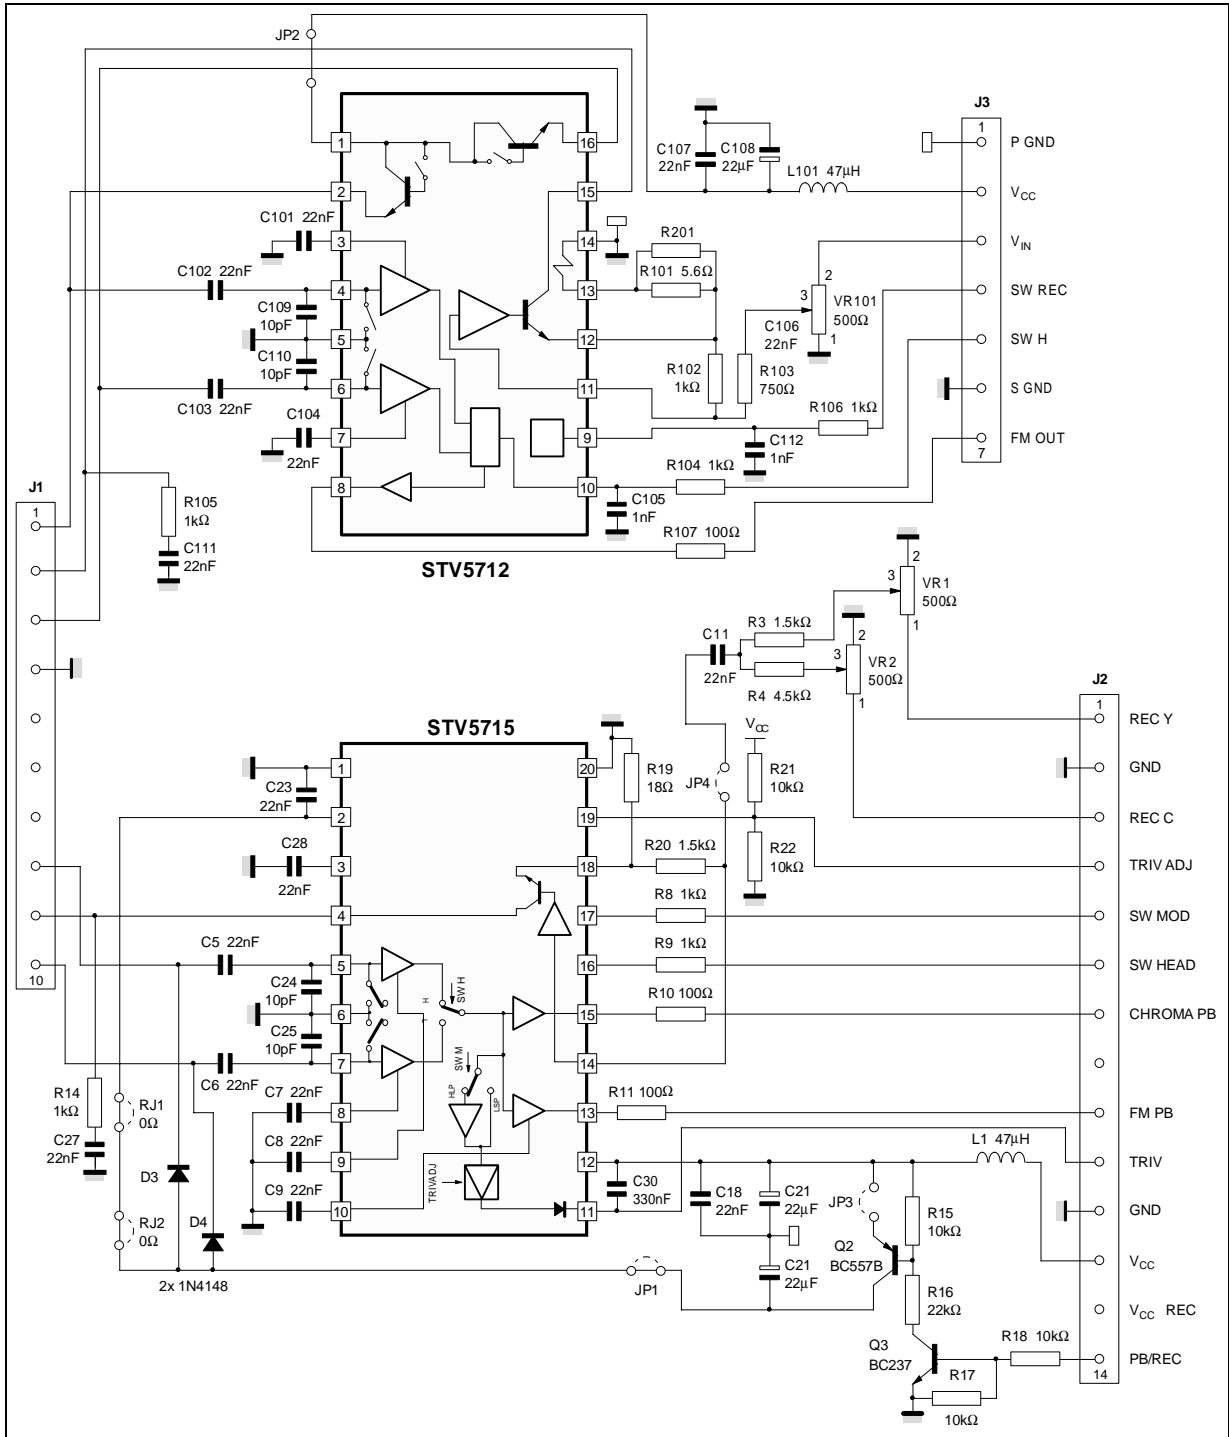 JP2
J3
1
P GND
C107
22nF
C108
22µF
L101 47µH
VCC
1
16
2
15
C101 22nF
3
14
R201
VIN
C102 22nF
4
13
R101 5.6Ω
2
3
VR101
500Ω
1
SW REC
C109
10pF
C106
22nF
5
12
SW H
C110
10pF
R102
1kΩ
R103
750Ω
6
11
S GND
C103 22nF
C104
22nF
7
9
R106 1kΩ
C112
1nF
FM OUT
7
R104 1kΩ
8
10
C105
1nF
R107 100Ω
J1
1
R105
1kΩ
C111
22nF
STV5712
2
3
VR1
500Ω
1
R3 1.5kΩ
C11
22nF
2
3
VR2
500Ω
1
R4 4.5kΩ
J2
1
REC Y
STV5715
VCC
1
20
R19
18Ω
JP4
R21
10kΩ
GND
C23
22nF
2
19
REC C
C28
22nF
3
18
R20 1.5kΩ
R22
10kΩ
TRIV ADJ
4
17
R8 1kΩ
SW MOD
C5 22nF
5
16
R9 1kΩ
SW HEAD
10
C24
10pF
H
SW H
L
6
15
R10 100Ω
CHROMA PB
C25
10pF
7
14
SW M
C6 22nF
HLP
LSP
R14
1kΩ
C7 22nF
8
13
R11 100Ω
FM PB
RJ1
0Ω
C27
22nF
C8 22nF
9
12
L1 47µH
TRIV
D3
C9 22nF
10
TRIVADJ
11
C30
330nF
C18
22nF
C21
22µF
JP3
R15
10kΩ
GND
RJ2
0Ω
D4
Q2
BC557B
C21
22µF
VCC
2x 1N4148
JP1
R16
22kΩ
VCC REC
Q3
BC237
R18 10kΩ
PB/REC
14
R17
10kΩ